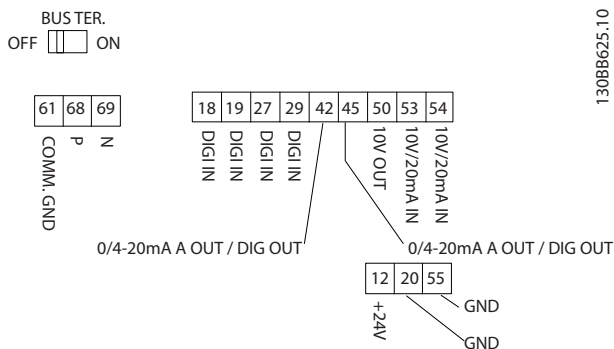 BUS TER.
OFF ON
130BB625.10
61 68 69
COMM. GND
P
N
18 19 27 29 42 45 50 53 54
DIGI IN
DIGI IN
DIGI IN
DIGI IN
10V OUT
10V/20mA IN
10V/20mA IN
0/4-20mA A OUT / DIG OUT
0/4-20mA A OUT / DIG OUT
12 20 55
+24V
GND
GND